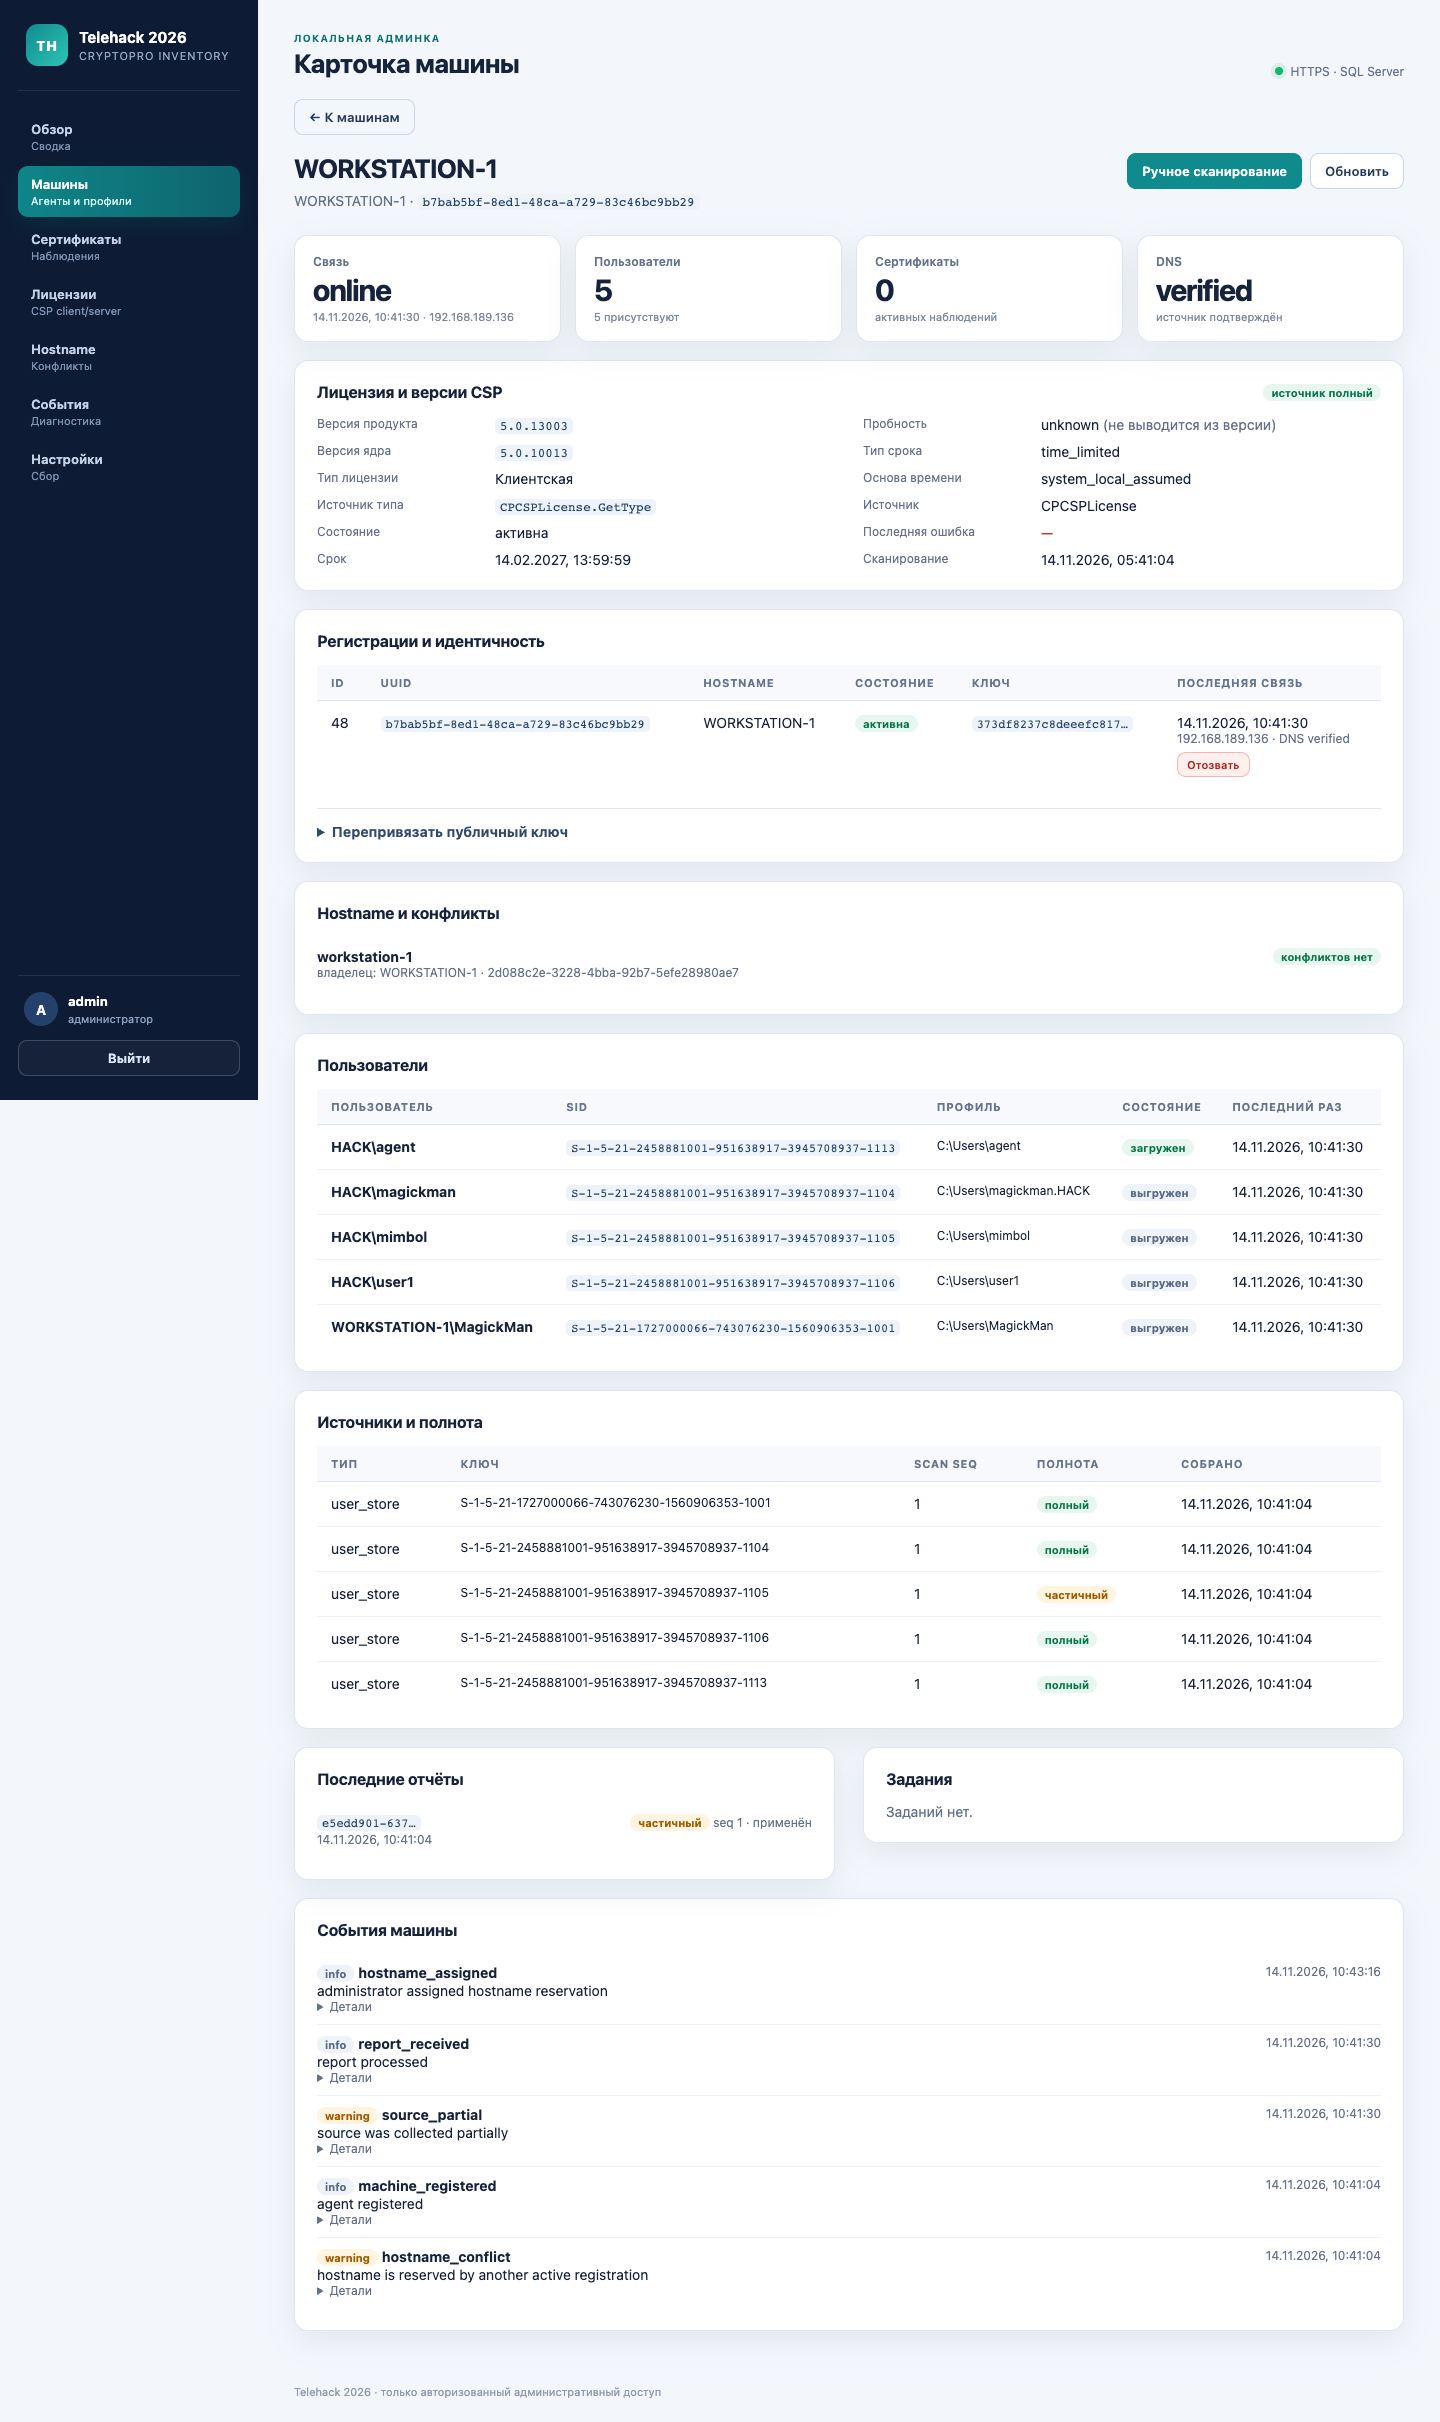 TH
Telehack 2026
CRYPTOPRO INVENTORY
Обзор
Сводка
Машины
Агенты и профили
Сертификаты
Наблюдения
Лицензии
CSP client/server
Hostname
Конфликты
События
Диагностика
Настройки
Сбор
A
admin
администратор
Выйти
ЛОКАЛЬНАЯ АДМИНКА
Карточка машины
HTTPS · SQL Server
← К машинам
WORKSTATION-1
Ручное сканирование
Обновить
WORKSTATION-1 · b7bab5bf-8ed1-48ca-a729-83c46bc9bb29
Связь
online
14.11.2026, 10:41:30 · 192.168.189.136
Пользователи
5
5 присутствуют
Сертификаты
0
активных наблюдений
DNS
verified
источник подтверждён
Лицензия и версии CSP
источник полный
Версия продукта 5.0.13003
Версия ядра 5.0.10013
Тип лицензии Клиентская
Источник типа CPCSPLicense.GetType
Состояние активна
Срок 14.02.2027, 13:59:59
Пробность unknown (не выводится из версии)
Тип срока time_limited
Основа времени system_local_assumed
Источник CPCSPLicense
Последняя ошибка —
Сканирование 14.11.2026, 05:41:04
Регистрации и идентичность
ID UUID HOSTNAME СОСТОЯНИЕ КЛЮЧ ПОСЛЕДНЯЯ СВЯЗЬ
48 b7bab5bf-8ed1-48ca-a729-83c46bc9bb29 WORKSTATION-1 активна 373df8237c8deeefc817… 14.11.2026, 10:41:30
192.168.189.136 · DNS verified
Отозвать
▶ Перепривязать публичный ключ
Hostname и конфликты
workstation-1
конфликтов нет
владелец: WORKSTATION-1 · 2d088c2e-3228-4bba-92b7-5efe28980ae7
Пользователи
ПОЛЬЗОВАТЕЛЬ SID ПРОФИЛЬ СОСТОЯНИЕ ПОСЛЕДНИЙ РАЗ
HACK\agent S-1-5-21-2458881001-951638917-3945708937-1113 C:\Users\agent загружен 14.11.2026, 10:41:30
HACK\magickman S-1-5-21-2458881001-951638917-3945708937-1104 C:\Users\magickman.HACK выгружен 14.11.2026, 10:41:30
HACK\mimbol S-1-5-21-2458881001-951638917-3945708937-1105 C:\Users\mimbol выгружен 14.11.2026, 10:41:30
HACK\user1 S-1-5-21-2458881001-951638917-3945708937-1106 C:\Users\user1 выгружен 14.11.2026, 10:41:30
WORKSTATION-1\MagickMan S-1-5-21-1727000066-743076230-1560906353-1001 C:\Users\MagickMan выгружен 14.11.2026, 10:41:30
Источники и полнота
ТИП КЛЮЧ SCAN SEQ ПОЛНОТА СОБРАНО
user_store S-1-5-21-1727000066-743076230-1560906353-1001 1 полный 14.11.2026, 10:41:04
user_store S-1-5-21-2458881001-951638917-3945708937-1104 1 полный 14.11.2026, 10:41:04
user_store S-1-5-21-2458881001-951638917-3945708937-1105 1 частичный 14.11.2026, 10:41:04
user_store S-1-5-21-2458881001-951638917-3945708937-1106 1 полный 14.11.2026, 10:41:04
user_store S-1-5-21-2458881001-951638917-3945708937-1113 1 полный 14.11.2026, 10:41:04
Последние отчёты
e5edd901-637… частичный seq 1 · применён
14.11.2026, 10:41:04
Задания
Заданий нет.
События машины
info hostname_assigned 14.11.2026, 10:43:16
administrator assigned hostname reservation
▶ Детали
info report_received 14.11.2026, 10:41:30
report processed
▶ Детали
warning source_partial 14.11.2026, 10:41:30
source was collected partially
▶ Детали
info machine_registered 14.11.2026, 10:41:04
agent registered
▶ Детали
warning hostname_conflict 14.11.2026, 10:41:04
hostname is reserved by another active registration
▶ Детали
Telehack 2026 · только авторизованный административный доступ